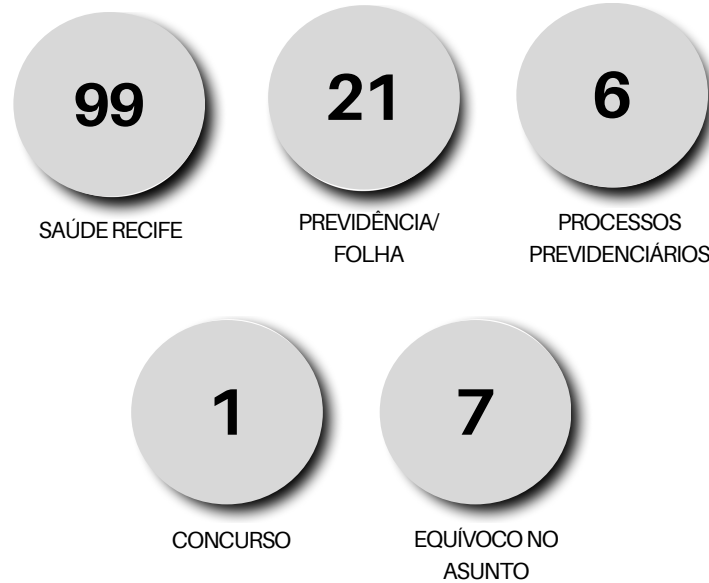 99
SAÚDE RECIFE
21
PREVIDÊNCIA/
FOLHA
6
PROCESSOS
PREVIDENCIÁRIOS
1
CONCURSO
7
EQUÍVOCO NO
ASUNTO